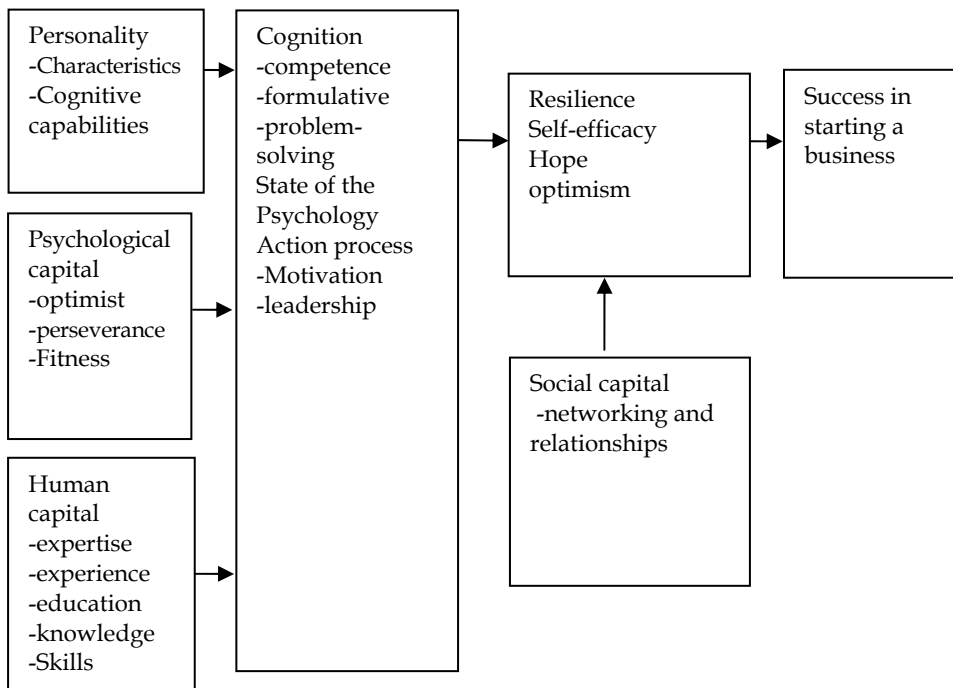 Personality
-Characteristics
-Cognitive
capabilities
Psychological
capital
-optimist
-perseverance
-Fitness
Human
capital
-expertise
-experience
-education
-knowledge
-Skills
Cognition
-competence
-formulative
-problem-
solving
State of the
Psychology
Action process
-Motivation
-leadership
Resilience
Self-efficacy
Hope
optimism
Social capital
-networking and
relationships
Success in
starting a
business